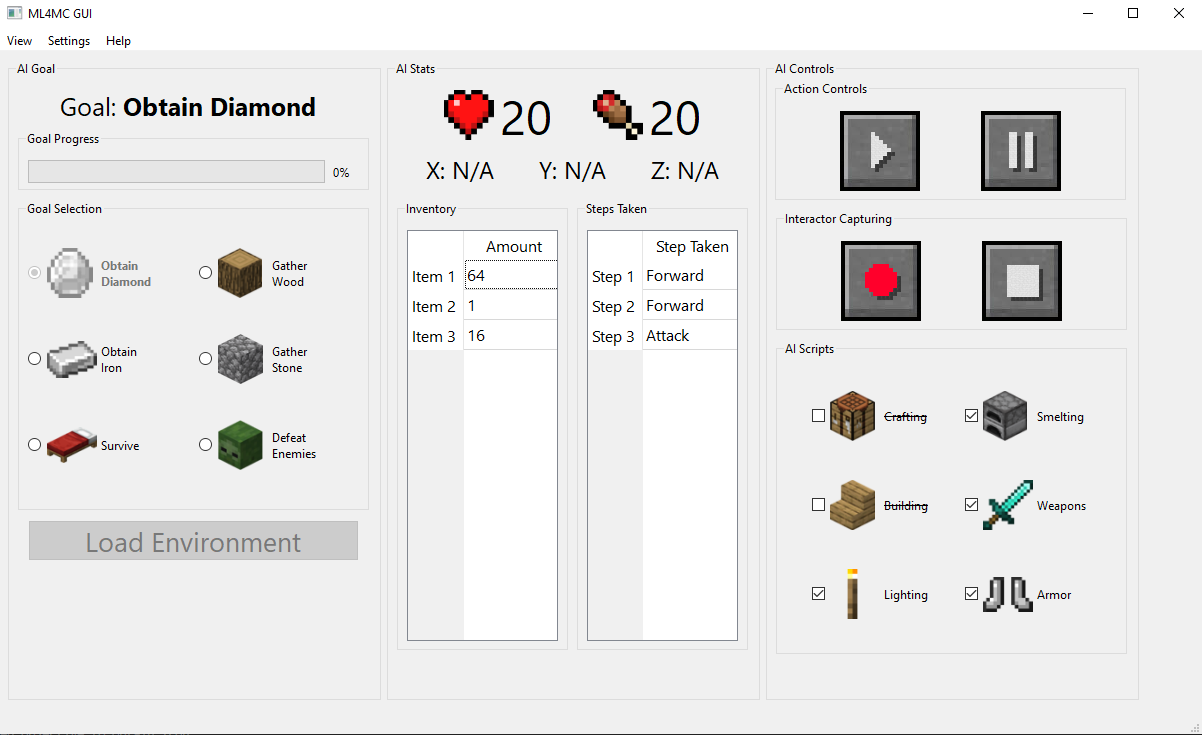 ML4MC GUI
View Settings Help
AI Goal
Goal: Obtain Diamond
Goal Progress
0%
Goal Selection
Obtain
Diamond
Gather
Wood
Obtain
Iron
Gather
Stone
Survive
Defeat
Enemies
Load Environment
AI Stats
20 20
X: N/A Y: N/A Z: N/A
Inventory
Amount
Item 1 64
Item 2 1
Item 3 16
Steps Taken
Step Taken
Step 1 Forward
Step 2 Forward
Step 3 Attack
AI Controls
Action Controls
Interactor Capturing
AI Scripts
Crafting Smelting
Building Weapons
Lighting Armor